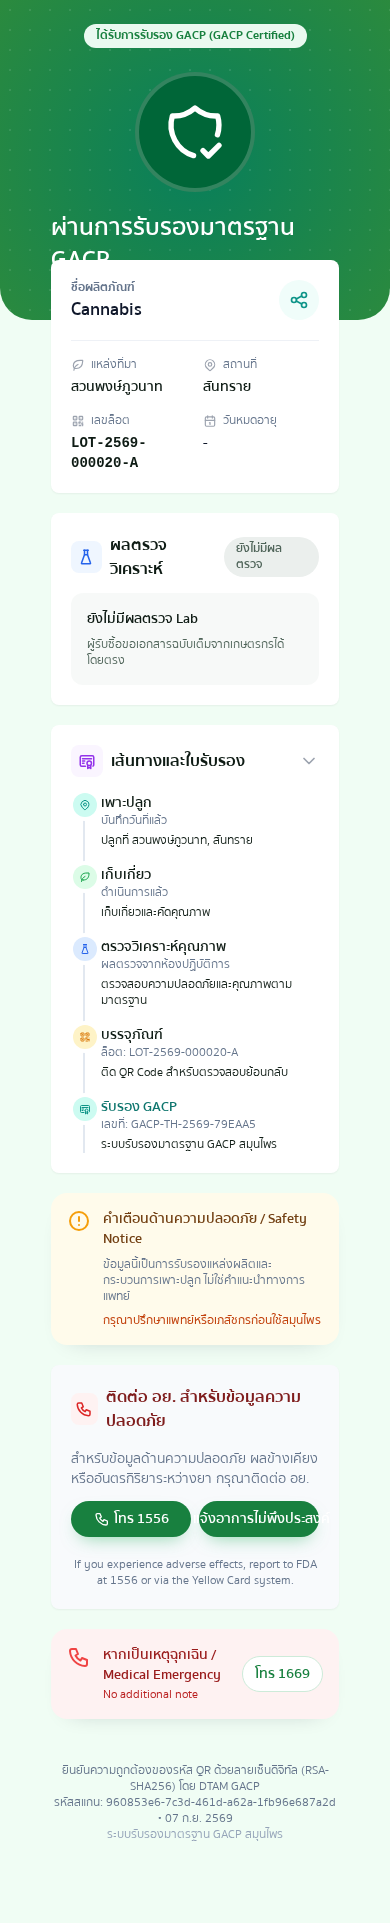 ได้รับการรับรอง GACP (GACP Certified)
ผ่านการรับรองมาตรฐาน
GACP
ชื่อผลิตภัณฑ์
Cannabis
แหล่งที่มา
สวนพงษ์ภูวนาท
สถานที่
สันทราย
เลขล็อต
LOT-2569-
000020-A
วันหมดอายุ
-
ผลตรวจ
วิเคราะห์
ยังไม่มีผล
ตรวจ
ยังไม่มีผลตรวจ Lab
ผู้รับซื้อขอเอกสารฉบับเต็มจากเกษตรกรได้
โดยตรง
เส้นทางและใบรับรอง
เพาะปลูก
บันทึกวันที่แล้ว
ปลูกที่ สวนพงษ์ภูวนาท, สันทราย
เก็บเกี่ยว
ดำเนินการแล้ว
เก็บเกี่ยวและคัดคุณภาพ
ตรวจวิเคราะห์คุณภาพ
ผลตรวจจากห้องปฏิบัติการ
ตรวจสอบความปลอดภัยและคุณภาพตาม
มาตรฐาน
บรรจุภัณฑ์
ล็อต: LOT-2569-000020-A
ติด QR Code สำหรับตรวจสอบย้อนกลับ
รับรอง GACP
เลขที่: GACP-TH-2569-79EAA5
ระบบรับรองมาตรฐาน GACP สมุนไพร
คำเตือนด้านความปลอดภัย / Safety
Notice
ข้อมูลนี้เป็นการรับรองแหล่งผลิตและ
กระบวนการเพาะปลูก ไม่ใช่คำแนะนำทางการ
แพทย์
กรุณาปรึกษาแพทย์หรือเภสัชกรก่อนใช้สมุนไพร
ติดต่อ อย. สำหรับข้อมูลความ
ปลอดภัย
สำหรับข้อมูลด้านความปลอดภัย ผลข้างเคียง
หรืออันตรกิริยาระหว่างยา กรุณาติดต่อ อย.
โทร 1556
จ้งอาการไม่พึงประสง
If you experience adverse effects, report to FDA
at 1556 or via the Yellow Card system.
หากเป็นเหตุฉุกเฉิน /
Medical Emergency
No additional note
โทร 1669
ยืนยันความถูกต้องของรหัส QR ด้วยลายเซ็นดิจิทัล (RSA-
SHA256) โดย DTAM GACP
รหัสสแกน: 960853e6-7c3d-461d-a62a-1fb96e687a2d
· 07 ก.ย. 2569
ระบบรับรองมาตรฐาน GACP สมุนไพร